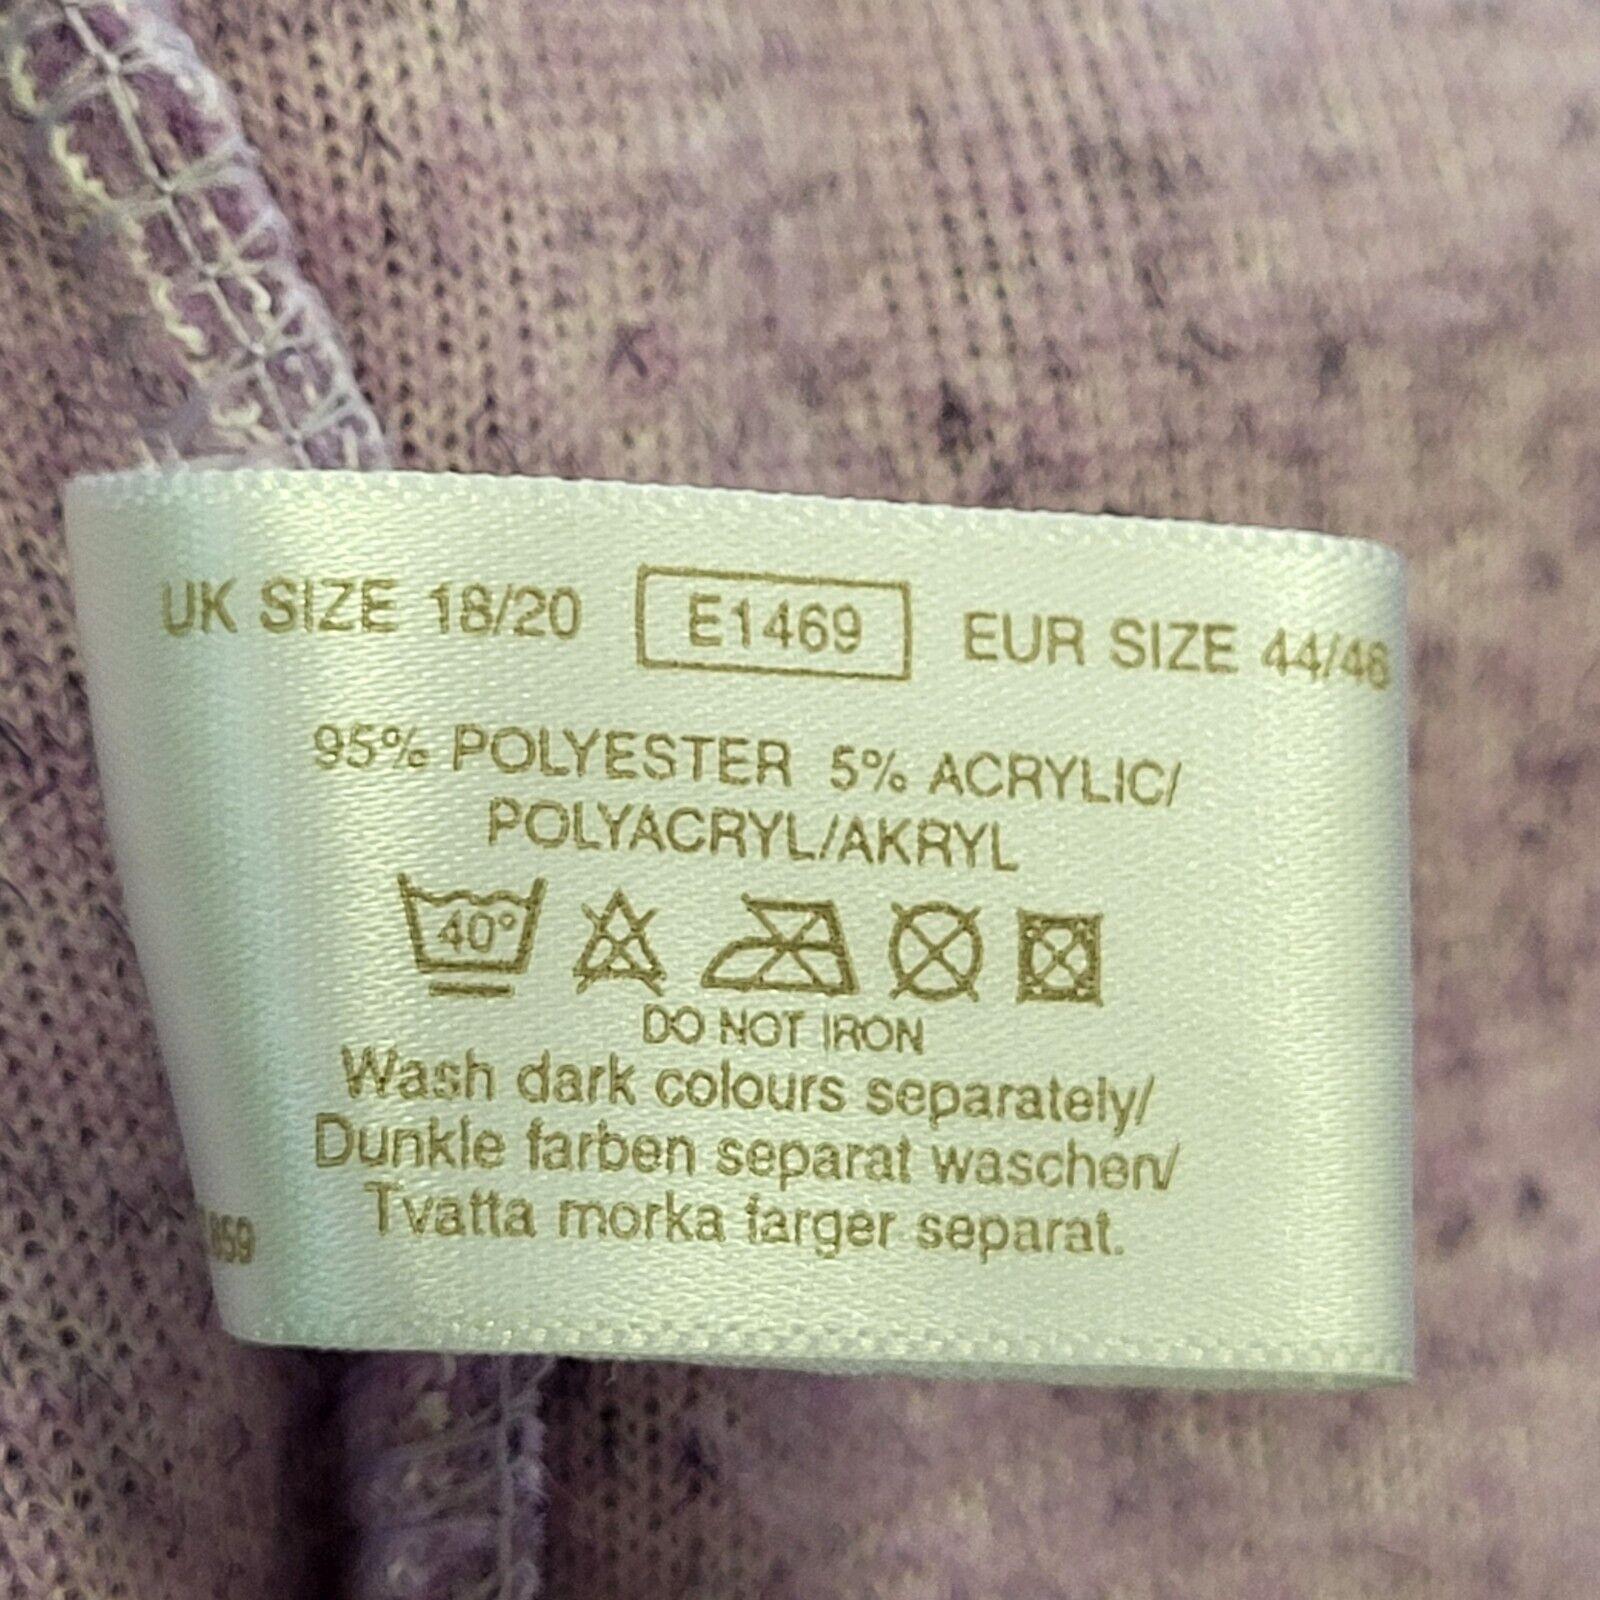 UK SIZE 18/20 E1469 EUR SIZE 44/46
95% POLYESTER 5% ACRYLIC/
POLYACRYL/AKRYL
40°
DO NOT IRON
Wash dark colours separately/
Dunkle farben separat waschen/
Tvatta morka farger separat.
859